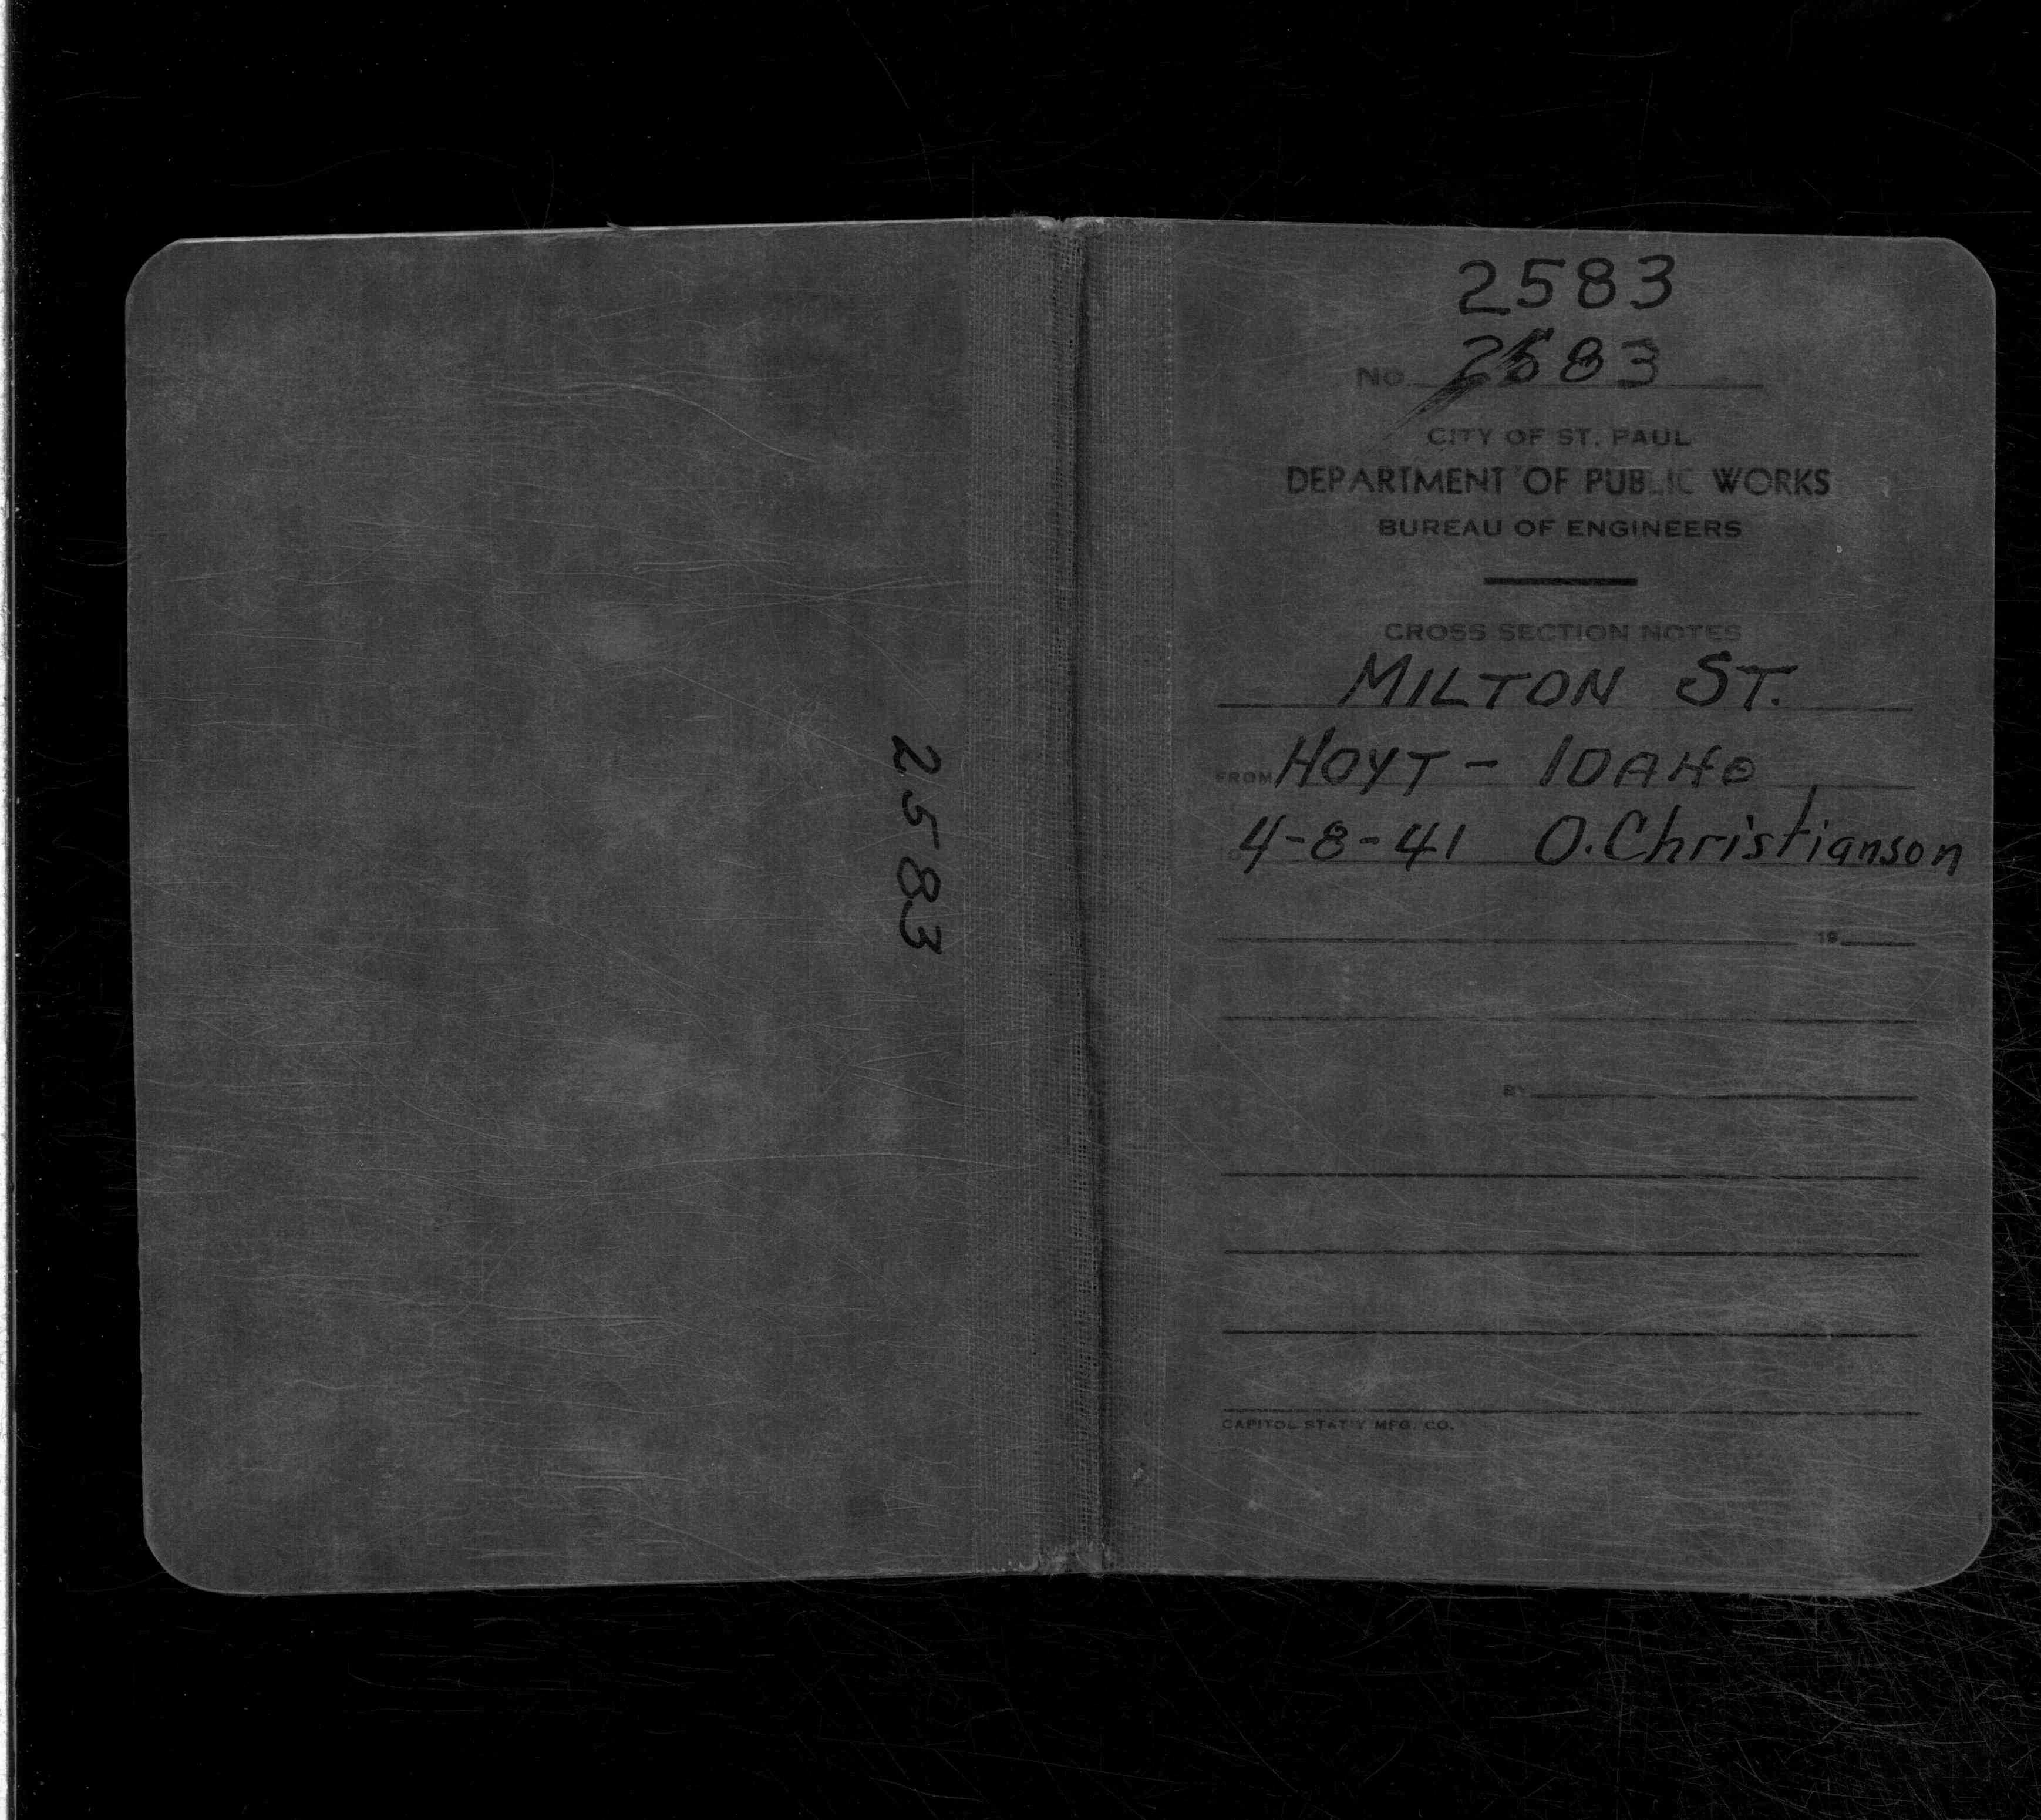 2583
2583
No. 2583
CITY OF ST. PAUL
DEPARTMENT OF PUBLIC WORKS
BUREAU OF ENGINEERS
CROSS SECTION NOTES
MILTON ST.
FROM HOYT - IDAHO
4-8-41 O. Christianson
19
BY
CAPITOL STAT'Y MFG. CO.